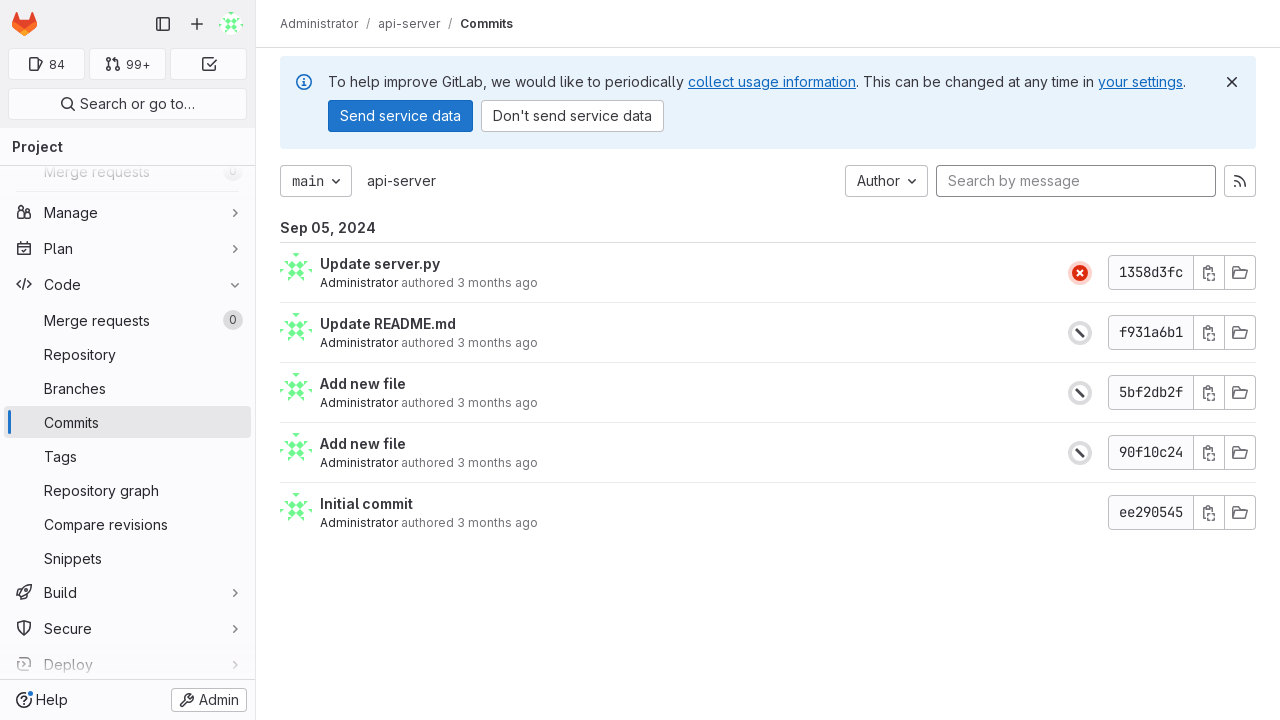 Administrator / api-server / Commits
84
99+
Search or go to…
Project
Merge requests 0
Manage
Plan
Code
Merge requests 0
Repository
Branches
Commits
Tags
Repository graph
Compare revisions
Snippets
Build
Secure
Deploy
Help
Admin
To help improve GitLab, we would like to periodically collect usage information. This can be changed at any time in your settings.
Send service data
Don't send service data
main
api-server
Author
Search by message
Sep 05, 2024
Update server.py
Administrator authored 3 months ago
1358d3fc
Update README.md
Administrator authored 3 months ago
f931a6b1
Add new file
Administrator authored 3 months ago
5bf2db2f
Add new file
Administrator authored 3 months ago
90f10c24
Initial commit
Administrator authored 3 months ago
ee290545